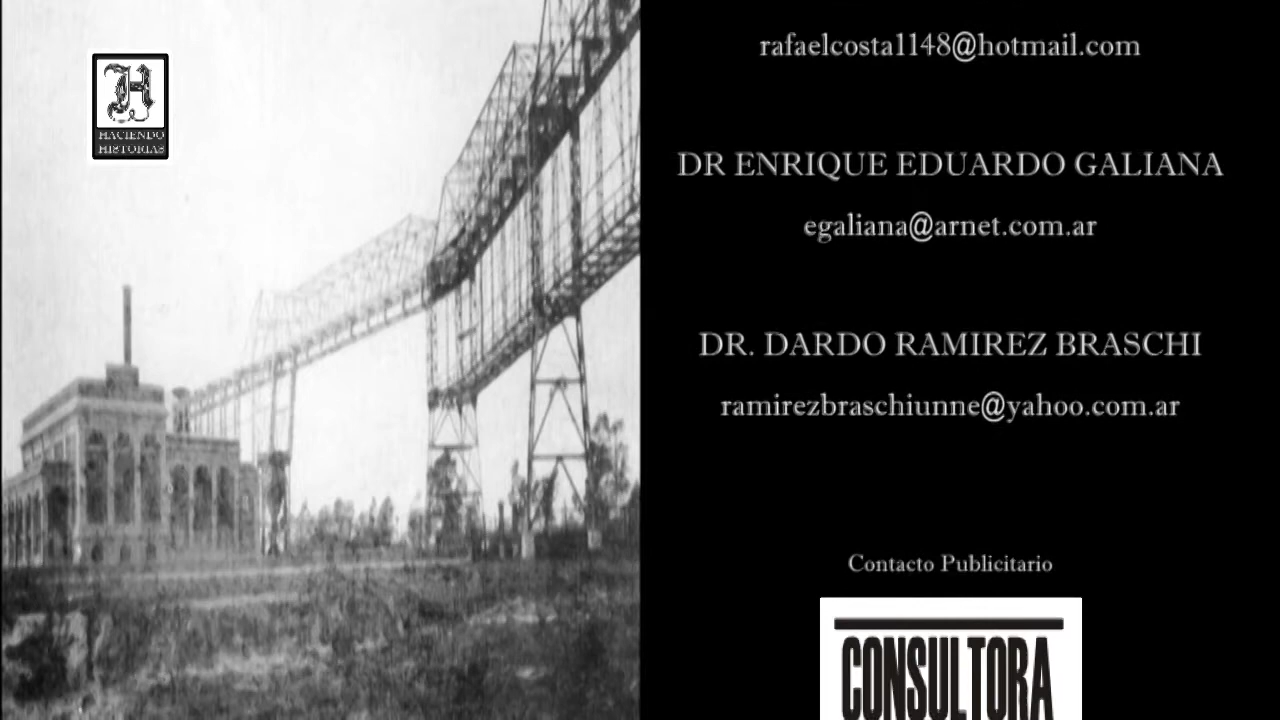 H
HACIENDO
HISTORIAS
rafaelcosta1148@hotmail.com
DR ENRIQUE EDUARDO GALIANA
egaliana@arnet.com.ar
DR. DARDO RAMIREZ BRASCHI
ramirezbraschiunne@yahoo.com.ar
Contacto Publicitario
CONSULTORA